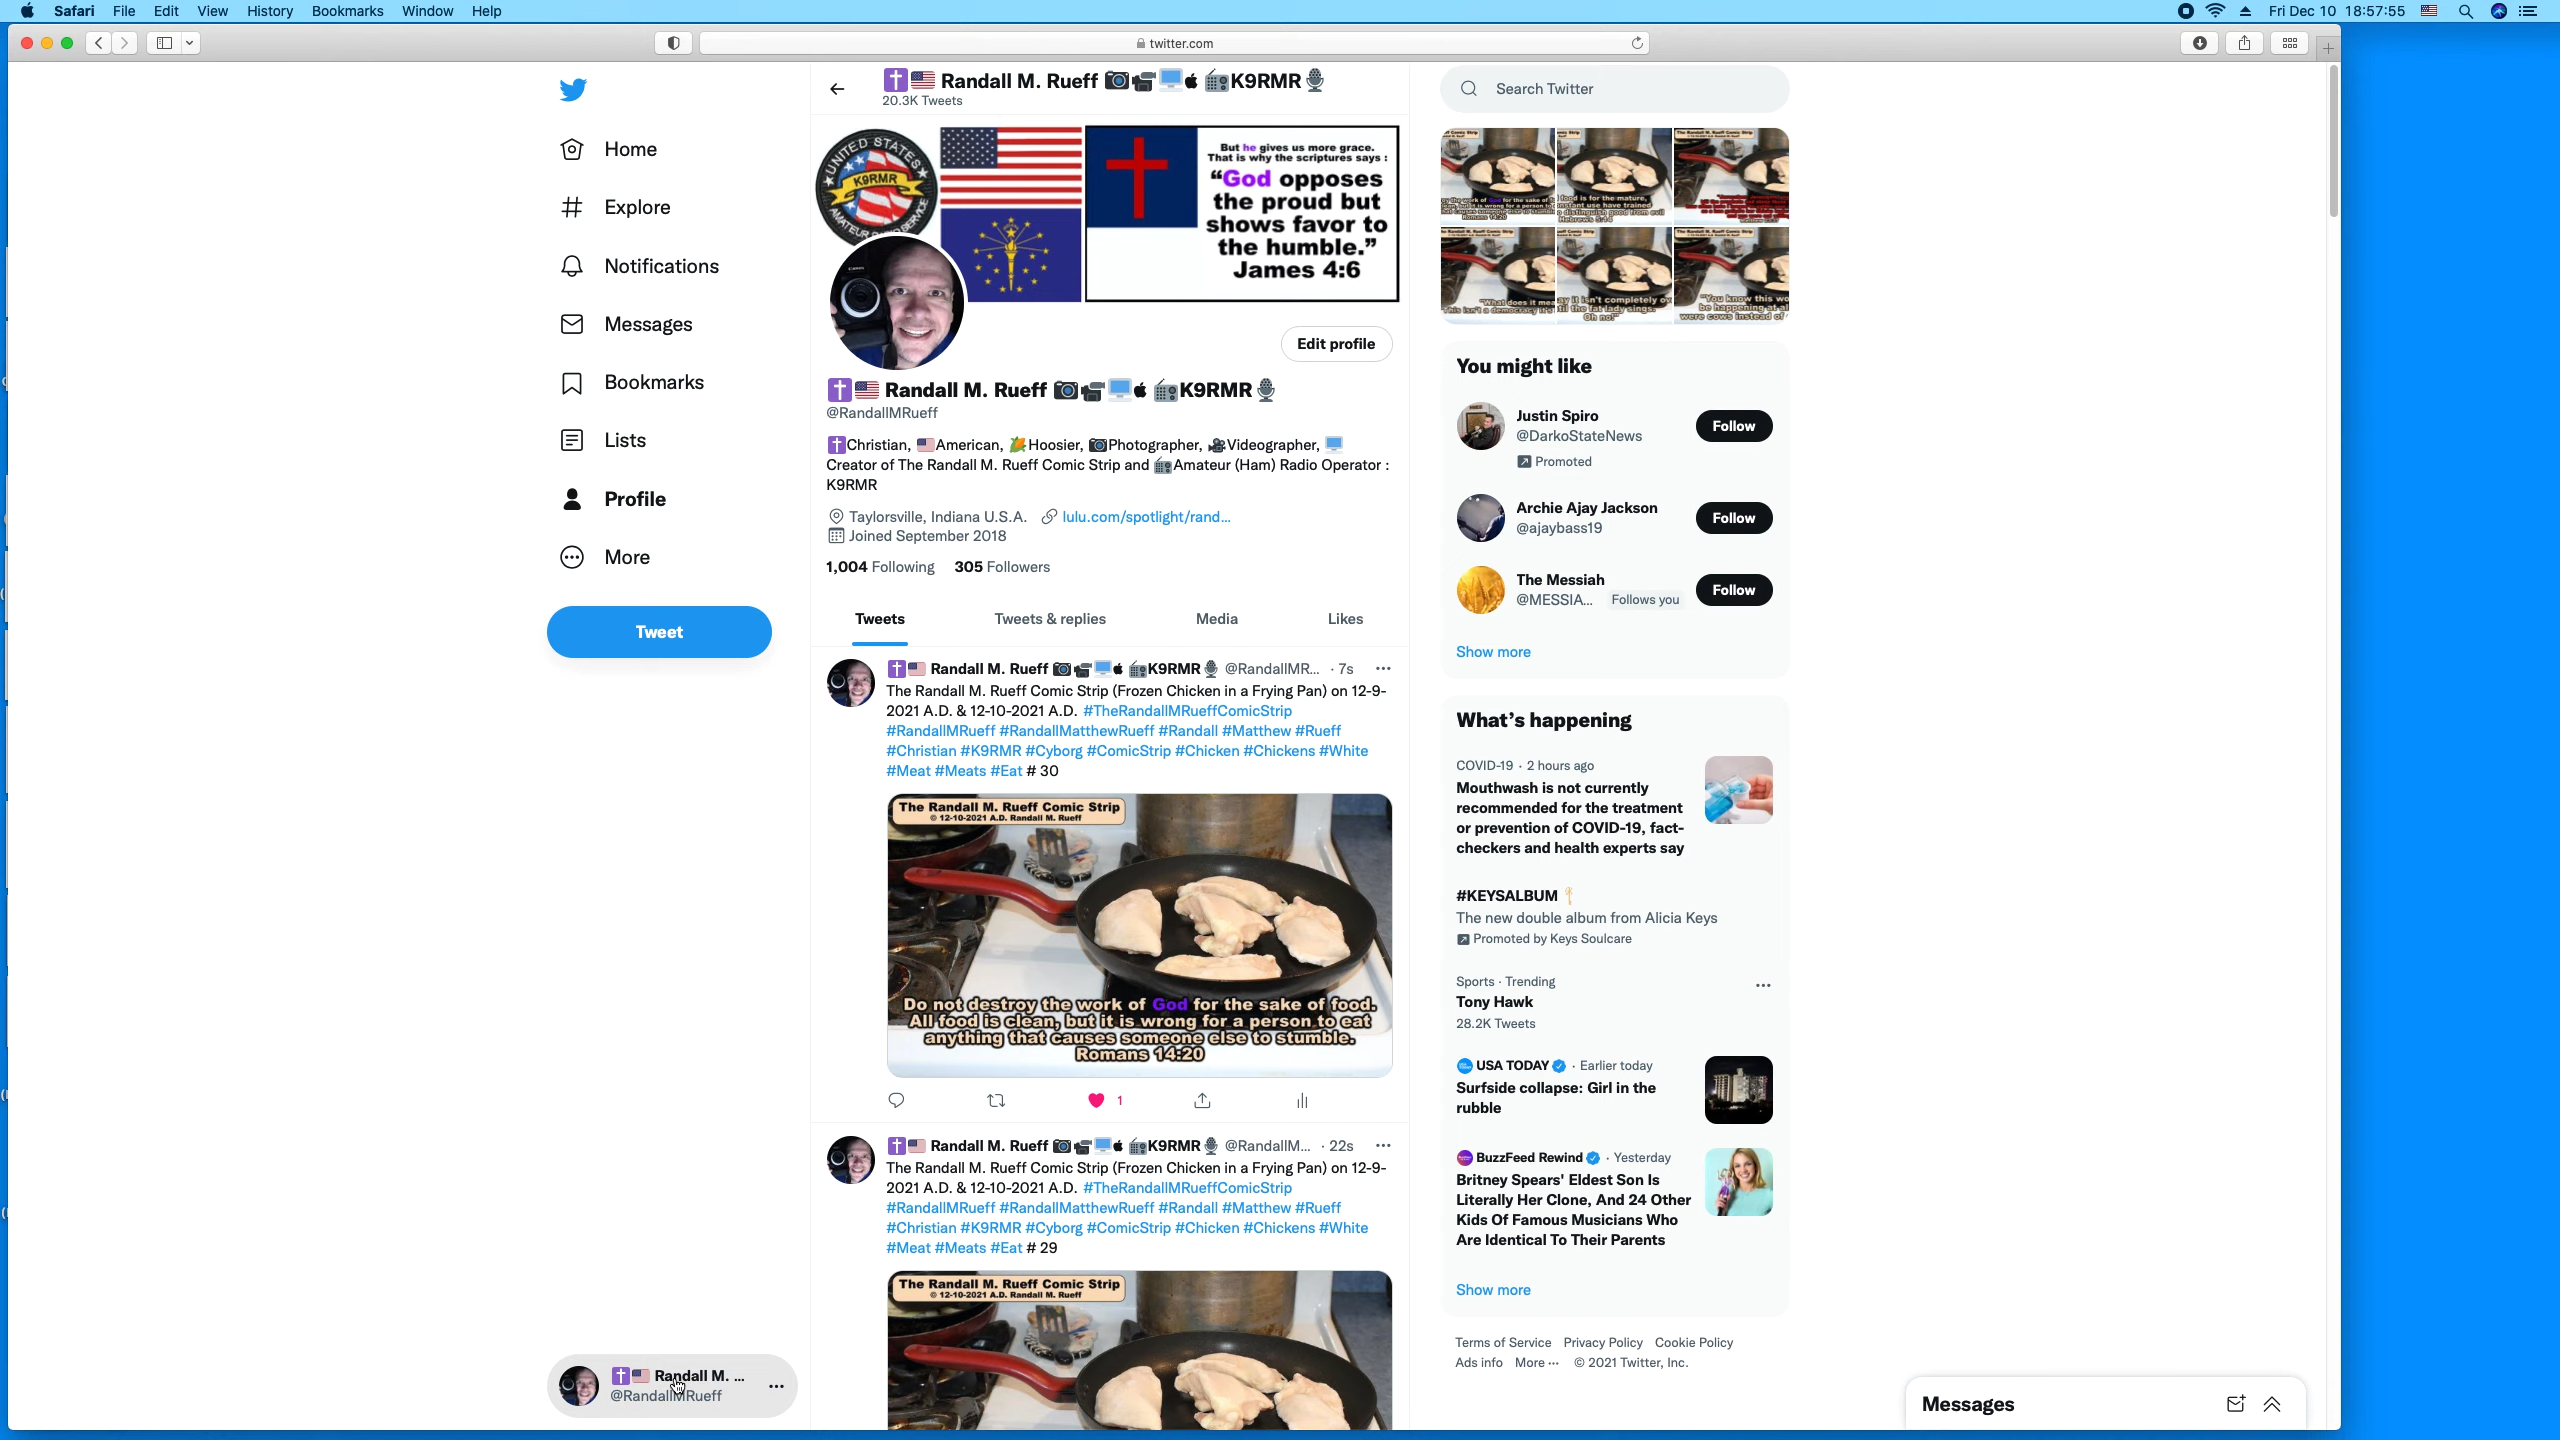 Safari File Edit View History Bookmarks Window Help
Fri Dec 10 18:57:55
twitter.com
Home
Explore
Notifications
Messages
Bookmarks
Lists
Profile
More
Tweet
Randall M. ...
@RandallMRueff
Randall M. Rueff K9RMR
20.3K Tweets
UNITED STATES
K9RMR
AMATEUR RADIO SERVICE
But he gives us more grace.
That is why the scriptures says :
“God opposes
the proud but
shows favor to
the humble.”
James 4:6
Edit profile
Randall M. Rueff K9RMR
@RandallMRueff
Christian, American, Hoosier, Photographer, Videographer,
Creator of The Randall M. Rueff Comic Strip and Amateur (Ham) Radio Operator :
K9RMR
Taylorsville, Indiana U.S.A. lulu.com/spotlight/rand...
Joined September 2018
1,004 Following 305 Followers
Tweets Tweets & replies Media Likes
Randall M. Rueff K9RMR @RandallMR... · 7s
The Randall M. Rueff Comic Strip (Frozen Chicken in a Frying Pan) on 12-9-
2021 A.D. & 12-10-2021 A.D. #TheRandallMRueffComicStrip
#RandallMRueff #RandallMatthewRueff #Randall #Matthew #Rueff
#Christian #K9RMR #Cyborg #ComicStrip #Chicken #Chickens #White
#Meat #Meats #Eat # 30
The Randall M. Rueff Comic Strip
© 12-10-2021 A.D. Randall M. Rueff
Do not destroy the work of God for the sake of food.
All food is clean, but it is wrong for a person to eat
anything that causes someone else to stumble.
Romans 14:20
1
Randall M. Rueff K9RMR @RandallM... · 22s
The Randall M. Rueff Comic Strip (Frozen Chicken in a Frying Pan) on 12-9-
2021 A.D. & 12-10-2021 A.D. #TheRandallMRueffComicStrip
#RandallMRueff #RandallMatthewRueff #Randall #Matthew #Rueff
#Christian #K9RMR #Cyborg #ComicStrip #Chicken #Chickens #White
#Meat #Meats #Eat # 29
The Randall M. Rueff Comic Strip
© 12-10-2021 A.D. Randall M. Rueff
Search Twitter
You might like
Justin Spiro
@DarkoStateNews
Promoted
Follow
Archie Ajay Jackson
@ajaybass19
Follow
The Messiah
@MESSIA... Follows you
Follow
Show more
What’s happening
COVID-19 · 2 hours ago
Mouthwash is not currently
recommended for the treatment
or prevention of COVID-19, fact-
checkers and health experts say
#KEYSALBUM
The new double album from Alicia Keys
Promoted by Keys Soulcare
Sports · Trending
Tony Hawk
28.2K Tweets
USA TODAY · Earlier today
Surfside collapse: Girl in the
rubble
BuzzFeed Rewind · Yesterday
Britney Spears' Eldest Son Is
Literally Her Clone, And 24 Other
Kids Of Famous Musicians Who
Are Identical To Their Parents
Show more
Terms of Service Privacy Policy Cookie Policy
Ads info More ··· © 2021 Twitter, Inc.
Messages